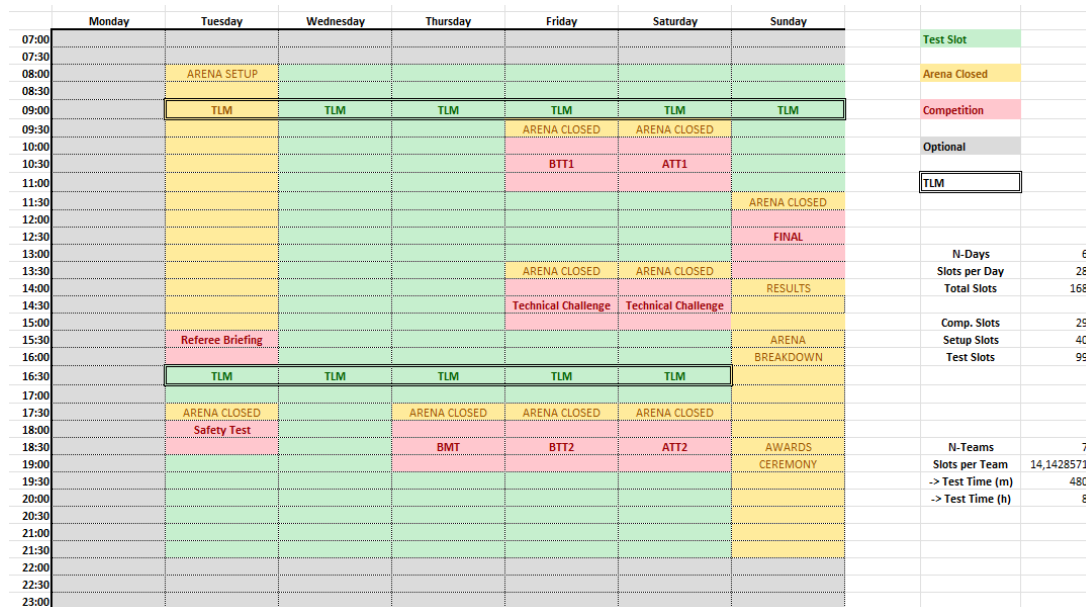 Monday Tuesday Wednesday Thursday Friday Saturday Sunday
07:00 Test Slot
07:30
08:00 ARENA SETUP Arena Closed
08:30
09:00 TLM TLM TLM TLM TLM TLM Competition
09:30 ARENA CLOSED ARENA CLOSED
10:00 Optional
10:30 BTT1 ATT1
11:00 TLM
11:30 ARENA CLOSED
12:00
12:30 FINAL
13:00 N-Days 6
13:30 ARENA CLOSED ARENA CLOSED Slots per Day 28
14:00 RESULTS Total Slots 168
14:30 Technical Challenge Technical Challenge
15:00 Comp. Slots 29
15:30 Referee Briefing ARENA Setup Slots 40
16:00 BREAKDOWN Test Slots 99
16:30 TLM TLM TLM TLM TLM
17:00
17:30 ARENA CLOSED ARENA CLOSED ARENA CLOSED ARENA CLOSED
18:00 Safety Test
18:30 BMT BTT2 ATT2 AWARDS N-Teams 7
19:00 CEREMONY Slots per Team 14,1428571
19:30 -> Test Time (m) 480
20:00 -> Test Time (h) 8
20:30
21:00
21:30
22:00
22:30
23:00